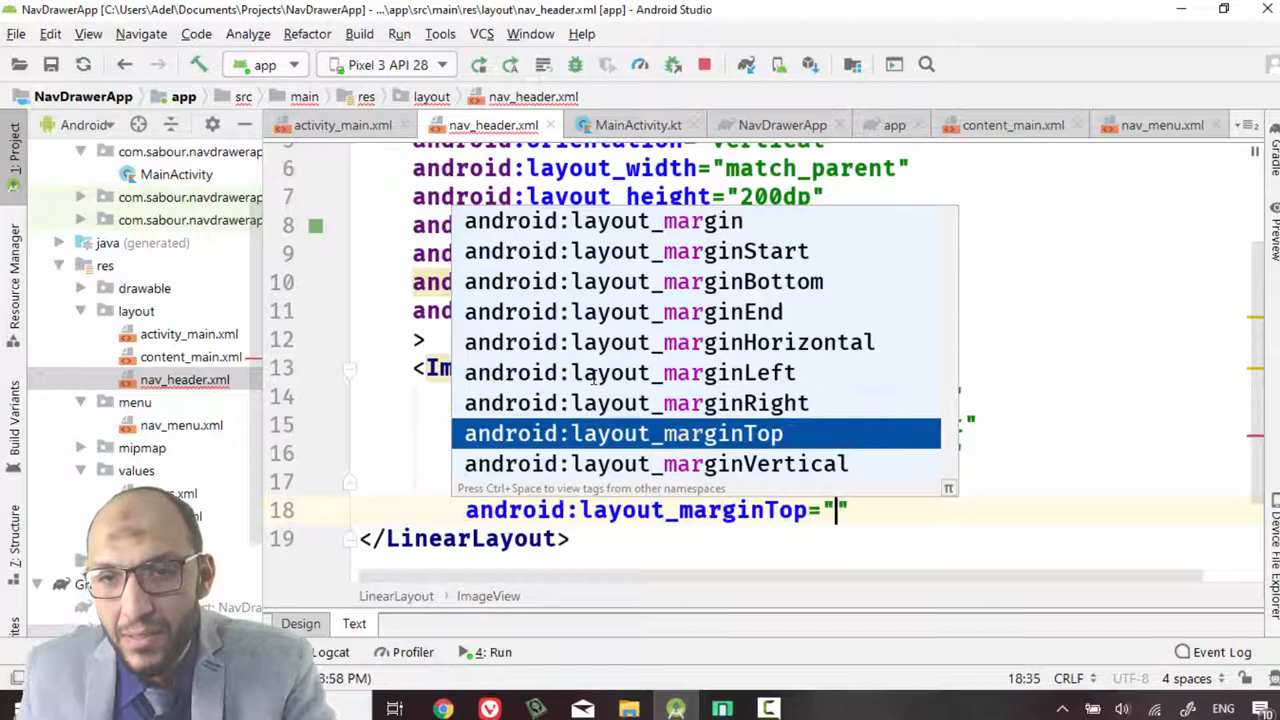 NavDrawerApp [C:\Users\Adel\Documents\Projects\NavDrawerApp] - ...\app\src\main\res\layout\nav_header.xml [app] - Android Studio
File Edit View Navigate Code Analyze Refactor Build Run Tools VCS Window Help
app Pixel 3 API 28
NavDrawerApp app src main res layout nav_header.xml
Android activity_main.xml nav_header.xml MainActivity.kt NavDrawerApp app content_main.xml nav_menu.xml
1: Project
Resource Manager
Build Variants
Z: Structure
Gradle
Preview
Device File Explorer
com.sabour.navdrawerap
MainActivity
com.sabour.navdrawerap
com.sabour.navdrawerap
java (generated)
res
drawable
layout
activity_main.xml
content_main.xml
nav_header.xml
menu
nav_menu.xml
mipmap
values
6 android:layout_width="match_parent"
7 android:layout_height="200dp"
8 and
9 and
10 and
11 and
12 >
13 <Im
14
15
16
17
18 android:layout_marginTop=""
19 </LinearLayout>
android:layout_margin
android:layout_marginStart
android:layout_marginBottom
android:layout_marginEnd
android:layout_marginHorizontal
android:layout_marginLeft
android:layout_marginRight
android:layout_marginTop
android:layout_marginVertical
Press Ctrl+Space to view tags from other namespaces π
LinearLayout ImageView
Design Text
Logcat Profiler 4: Run Event Log
3:58 PM) 18:35 CRLF UTF-8 4 spaces
ENG